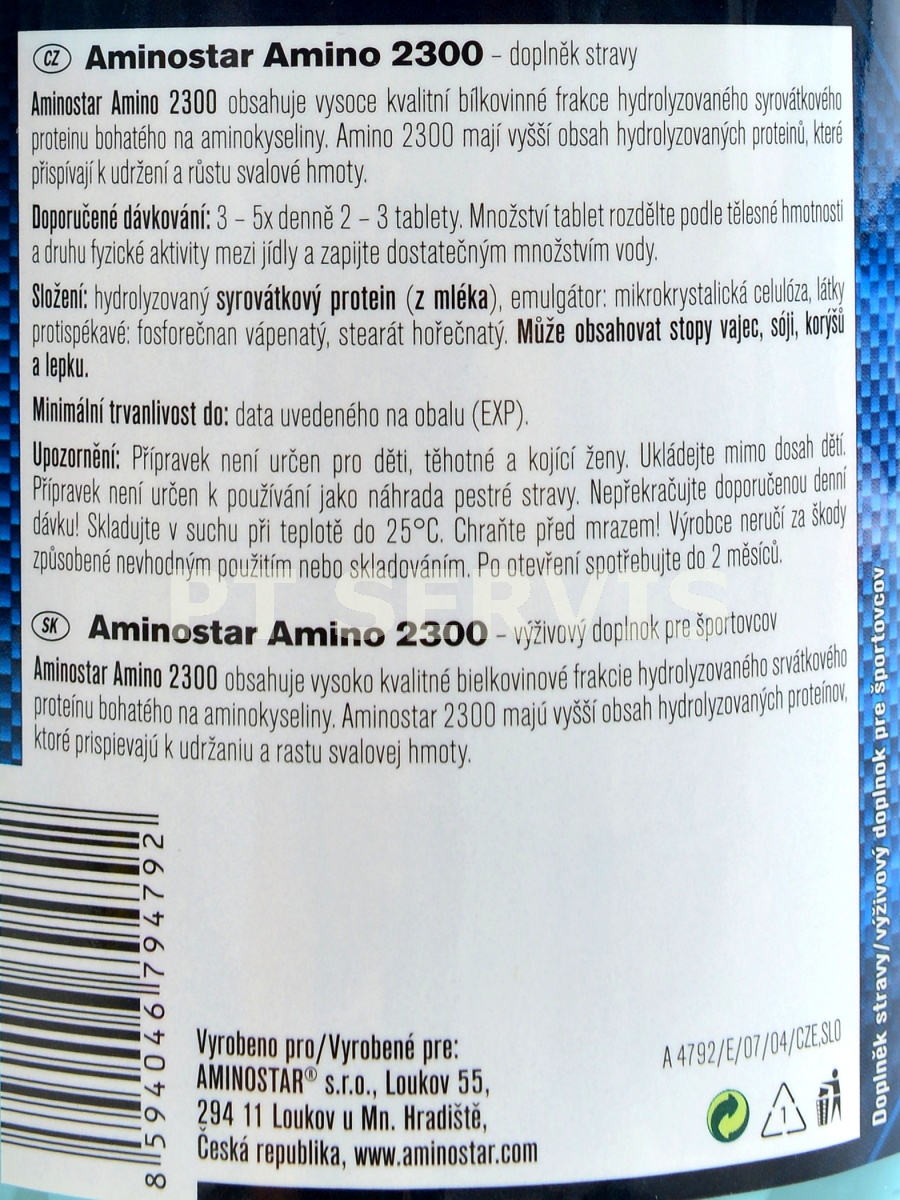 CZ Aminostar Amino 2300 – doplněk stravy
Aminostar Amino 2300 obsahuje vysoce kvalitní bílkovinné frakce hydrolyzovaného syrovátkového
proteinu bohatého na aminokyseliny. Amino 2300 mají vyšší obsah hydrolyzovaných proteinů, které
přispívají k udržení a růstu svalové hmoty.
Doporučené dávkování: 3 – 5x denně 2 – 3 tablety. Množství tablet rozdělte podle tělesné hmotnosti
a druhu fyzické aktivity mezi jídly a zapijte dostatečným množstvím vody.
Složení: hydrolyzovaný syrovátkový protein (z mléka), emulgátor: mikrokrystalická celulóza, látky
protispékavé: fosforečnan vápenatý, stearát hořečnatý. Může obsahovat stopy vajec, sóji, korýšů
a lepku.
Minimální trvanlivost do: data uvedeného na obalu (EXP).
Upozornění: Přípravek není určen pro děti, těhotné a kojící ženy. Ukládejte mimo dosah dětí.
Přípravek není určen k používání jako náhrada pestré stravy. Nepřekračujte doporučenou denní
dávku! Skladujte v suchu při teplotě do 25°C. Chraňte před mrazem! Výrobce neručí za škody
způsobené nevhodným použitím nebo skladováním. Po otevření spotřebujte do 2 měsíců.
PT SERVIS
SK Aminostar Amino 2300 – výživový doplnok pre športovcov
Aminostar Amino 2300 obsahuje vysoko kvalitné bielkovinové frakcie hydrolyzovaného srvátkového
proteínu bohatého na aminokyseliny. Aminostar 2300 majú vyšší obsah hydrolyzovaných proteínov,
ktoré prispievajú k udržaniu a rastu svalovej hmoty.
8 594046 794792
Vyrobeno pro/Vyrobené pre:
AMINOSTAR® s.r.o., Loukov 55,
294 11 Loukov u Mn. Hradiště,
Česká republika, www.aminostar.com
A 4792/E/07/04/CZE,SLO
1
Doplněk stravy/výživový doplnok pre športovcov